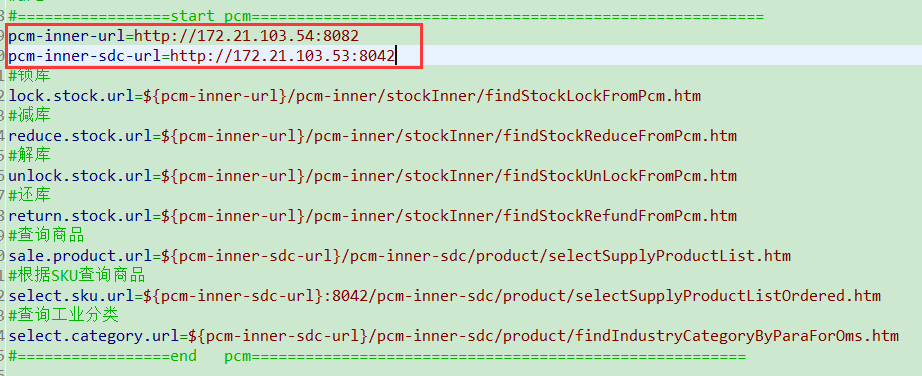 #=================start pcm=========================================================
pcm-inner-url=http://172.21.103.54:8082
pcm-inner-sdc-url=http://172.21.103.53:8042
#锁库
lock.stock.url=${pcm-inner-url}/pcm-inner/stockInner/findStockLockFromPcm.htm
#减库
reduce.stock.url=${pcm-inner-url}/pcm-inner/stockInner/findStockReduceFromPcm.htm
#解库
unlock.stock.url=${pcm-inner-url}/pcm-inner/stockInner/findStockUnLockFromPcm.htm
#还库
return.stock.url=${pcm-inner-url}/pcm-inner/stockInner/findStockRefundFromPcm.htm
#查询商品
sale.product.url=${pcm-inner-sdc-url}/pcm-inner-sdc/product/selectSupplyProductList.htm
#根据SKU查询商品
select.sku.url=${pcm-inner-sdc-url}:8042/pcm-inner-sdc/product/selectSupplyProductListOrdered.htm
#查询工业分类
select.category.url=${pcm-inner-sdc-url}/pcm-inner-sdc/product/findIndustryCategoryByParaForOms.htm
#=================end   pcm=======================================================